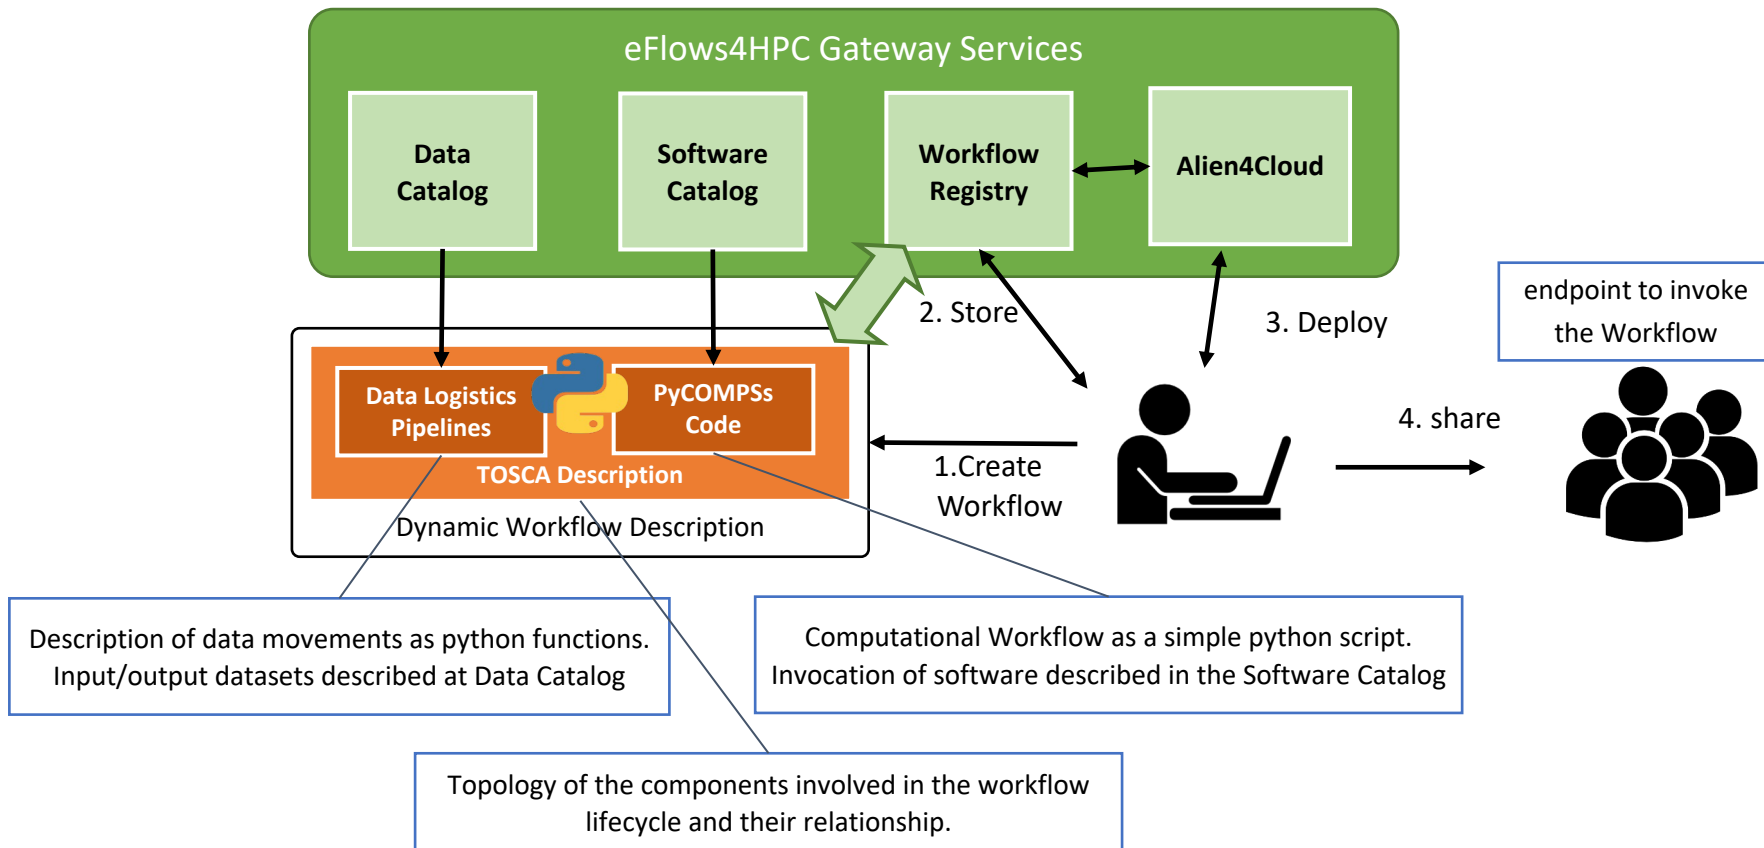 eFlows4HPC Gateway Services
Data
Catalog
Software
Catalog
Workflow
Registry
Alien4Cloud
2. Store
3. Deploy
endpoint to invoke
the Workflow
Data Logistics
Pipelines
PyCOMPSs
Code
TOSCA Description
Dynamic Workflow Description
1.Create
Workflow
4. share
Description of data movements as python functions.
Input/output datasets described at Data Catalog
Computational Workflow as a simple python script.
Invocation of software described in the Software Catalog
Topology of the components involved in the workflow
lifecycle and their relationship.